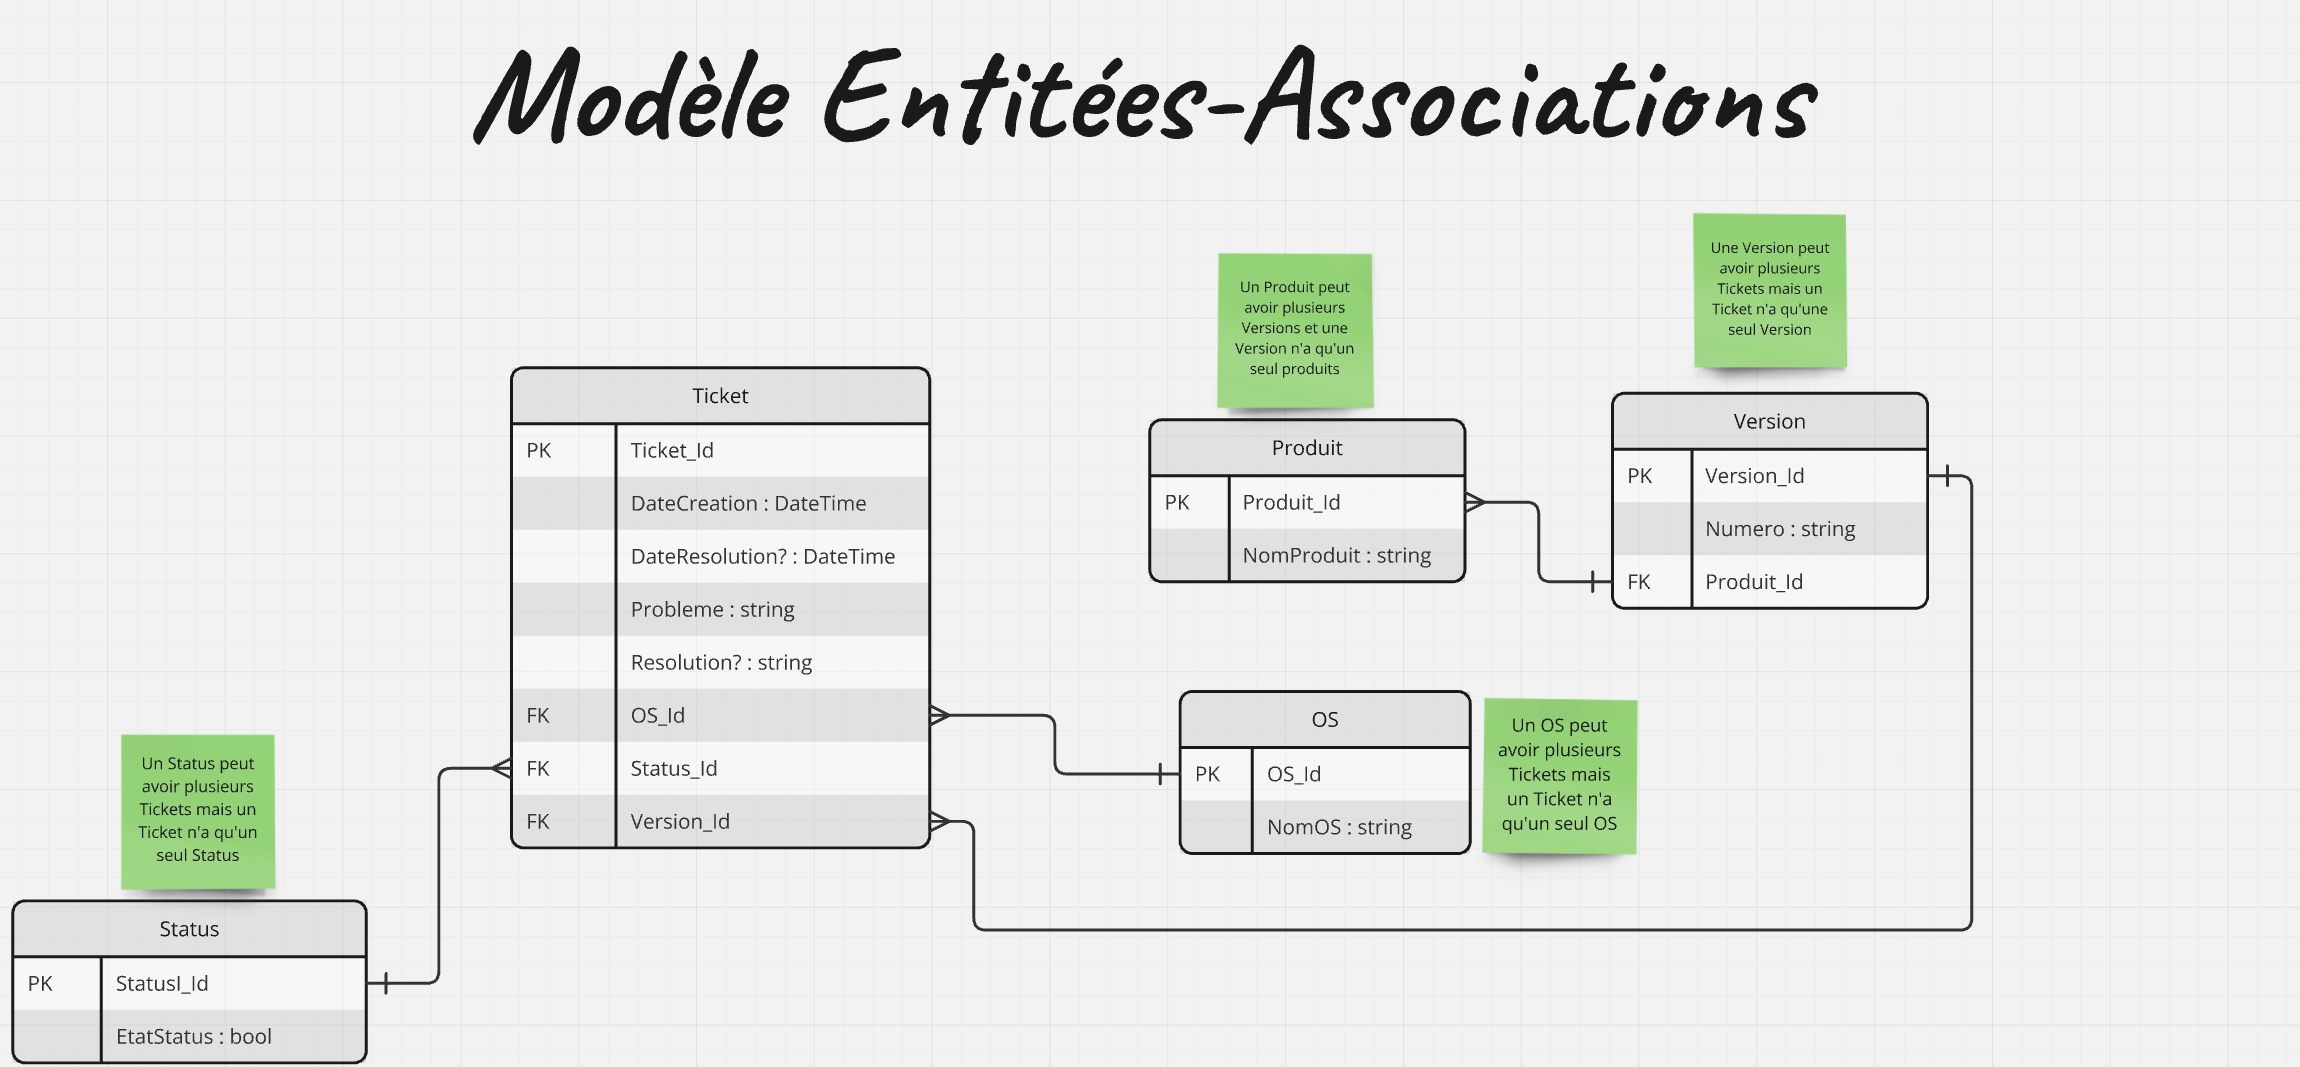 Modèle Entitées-Associations
Une Version peut
avoir plusieurs
Tickets mais un
Ticket n'a qu'une
seul Version
Un Produit peut
avoir plusieurs
Versions et une
Version n'a qu'un
seul produits
Ticket
PK Ticket_Id
DateCreation : DateTime
DateResolution? : DateTime
Probleme : string
Resolution? : string
FK OS_Id
FK Status_Id
FK Version_Id
Produit
PK Produit_Id
NomProduit : string
Version
PK Version_Id
Numero : string
FK Produit_Id
OS
PK OS_Id
NomOS : string
Un OS peut
avoir plusieurs
Tickets mais
un Ticket n'a
qu'un seul OS
Un Status peut
avoir plusieurs
Tickets mais un
Ticket n'a qu'un
seul Status
Status
PK StatusI_Id
EtatStatus : bool